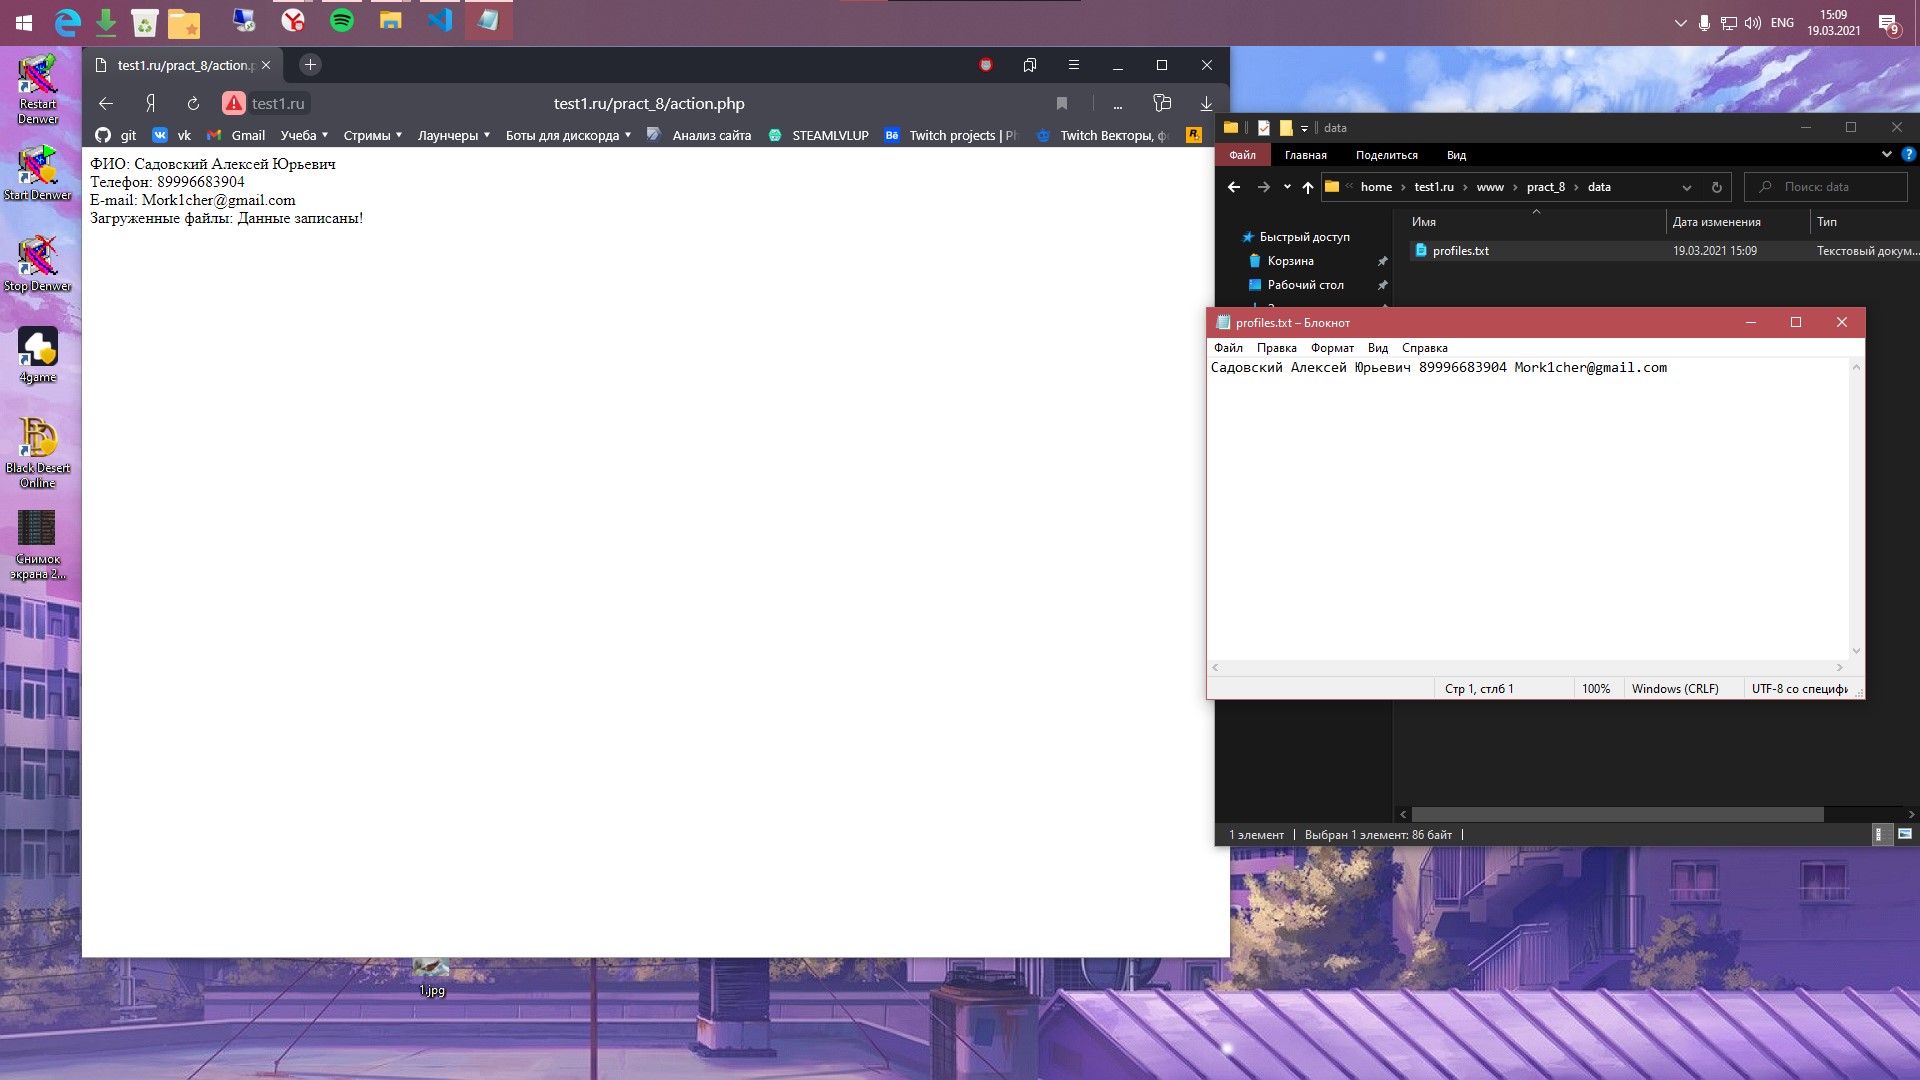 ENG
15:09
19.03.2021
9
Restart
Denwer
Start Denwer
Stop Denwer
4game
Black Desert
Online
Снимок
экрана 2...
1.jpg
test1.ru/pract_8/action.p
test1.ru
test1.ru/pract_8/action.php
git
vk
Gmail
Учеба
Стримы
Лаунчеры
Боты для дискорда
Анализ сайта
STEAMLVLUP
Twitch projects | Ph
Twitch Векторы, фо
ФИО: Садовский Алексей Юрьевич
Телефон: 89996683904
E-mail: Mork1cher@gmail.com
Загруженные файлы: Данные записаны!
data
Файл
Главная
Поделиться
Вид
home › test1.ru › www › pract_8 › data
Поиск: data
Имя
Дата изменения
Тип
Быстрый доступ
Корзина
Рабочий стол
profiles.txt
19.03.2021 15:09
Текстовый докум...
profiles.txt – Блокнот
Файл
Правка
Формат
Вид
Справка
Садовский Алексей Юрьевич 89996683904 Mork1cher@gmail.com
Стр 1, стлб 1
100%
Windows (CRLF)
UTF-8 со специфи
1 элемент
Выбран 1 элемент: 86 байт